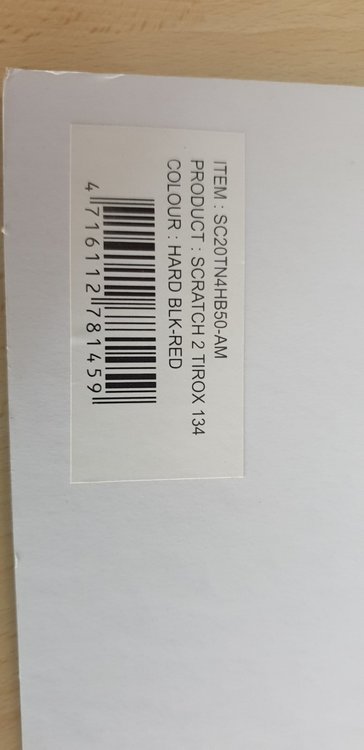 ITEM : SC20TN4HB50-AM
PRODUCT : SCRATCH 2 TIROX 134
COLOUR : HARD BLK-RED
4 716112 781459